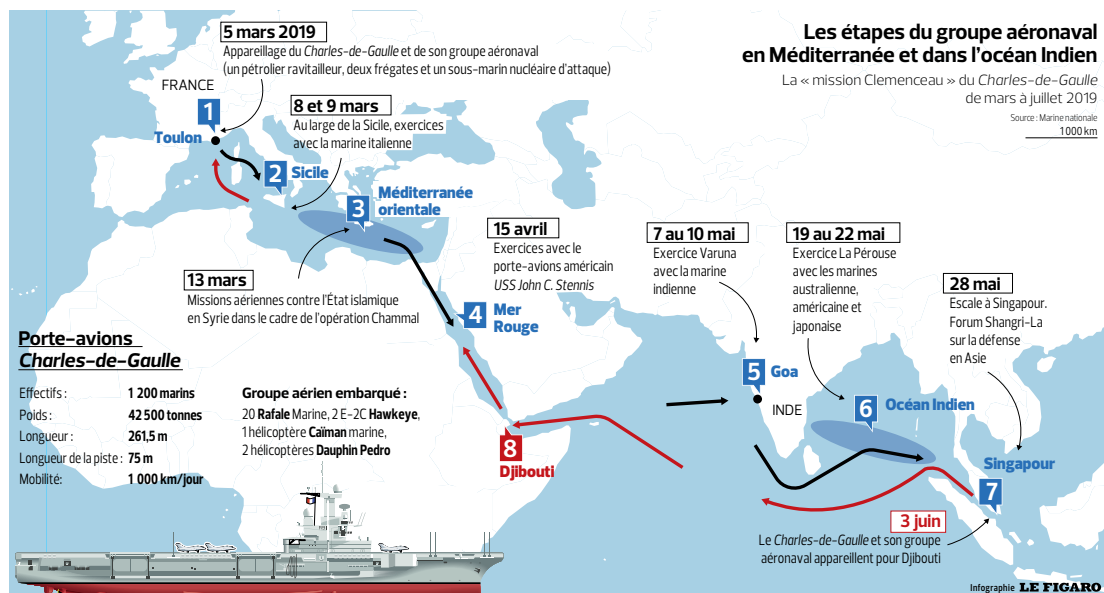 Les étapes du groupe aéronaval
en Méditerranée et dans l'océan Indien
La « mission Clemenceau » du Charles-de-Gaulle
de mars à juillet 2019
Source : Marine nationale
1 000 km
5 mars 2019
Appareillage du Charles-de-Gaulle et de son groupe aéronaval
(un pétrolier ravitailleur, deux frégates et un sous-marin nucléaire d'attaque)
FRANCE
1
Toulon
8 et 9 mars
Au large de la Sicile, exercices
avec la marine italienne
2 Sicile
3 Méditerranée
orientale
13 mars
Missions aériennes contre l'État islamique
en Syrie dans le cadre de l'opération Chammal
15 avril
Exercices avec le
porte-avions américain
USS John C. Stennis
4 Mer
Rouge
7 au 10 mai
Exercice Varuna
avec la marine
indienne
5 Goa
INDE
19 au 22 mai
Exercice La Pérouse
avec les marines
australienne,
américaine et
japonaise
6 Océan Indien
28 mai
Escale à Singapour.
Forum Shangri-La
sur la défense
en Asie
Singapour
7
8
Djibouti
3 juin
Le Charles-de-Gaulle et son groupe
aéronaval appareillent pour Djibouti
Porte-avions
Charles-de-Gaulle
Effectifs : 1 200 marins
Poids : 42 500 tonnes
Longueur : 261,5 m
Longueur de la piste : 75 m
Mobilité: 1 000 km/jour
Groupe aérien embarqué :
20 Rafale Marine, 2 E-2C Hawkeye,
1 hélicoptère Caïman marine,
2 hélicoptères Dauphin Pedro
Infographie LE FIGARO